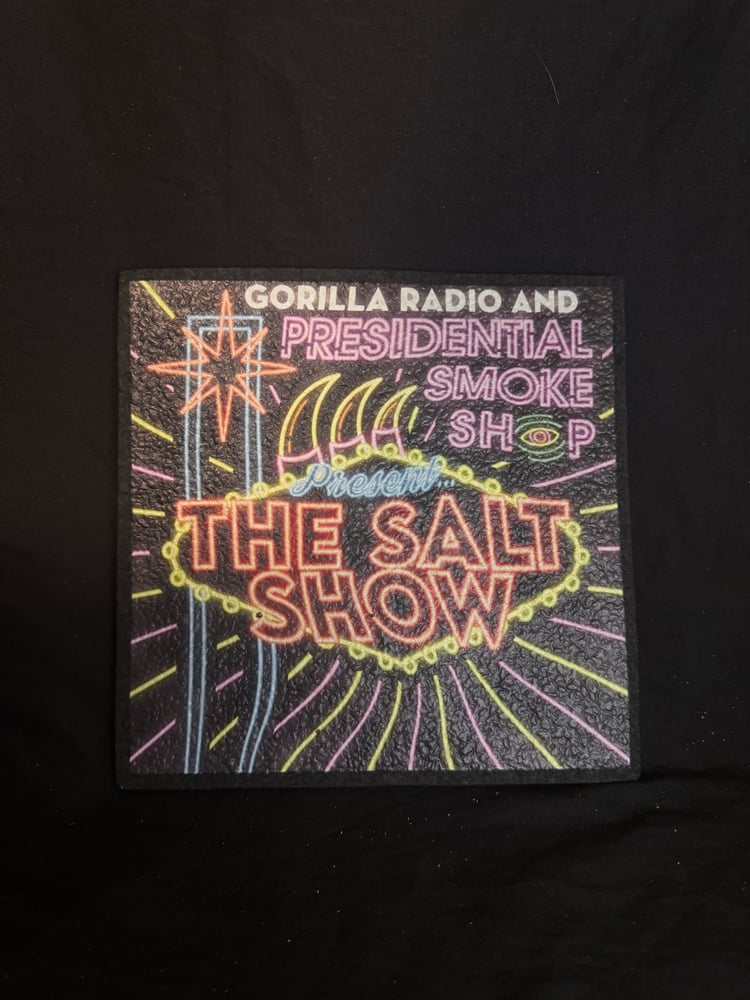 GORILLA RADIO AND
PRESIDENTIAL
SMOKE
SHOP
Present...
THE SALT
SHOW